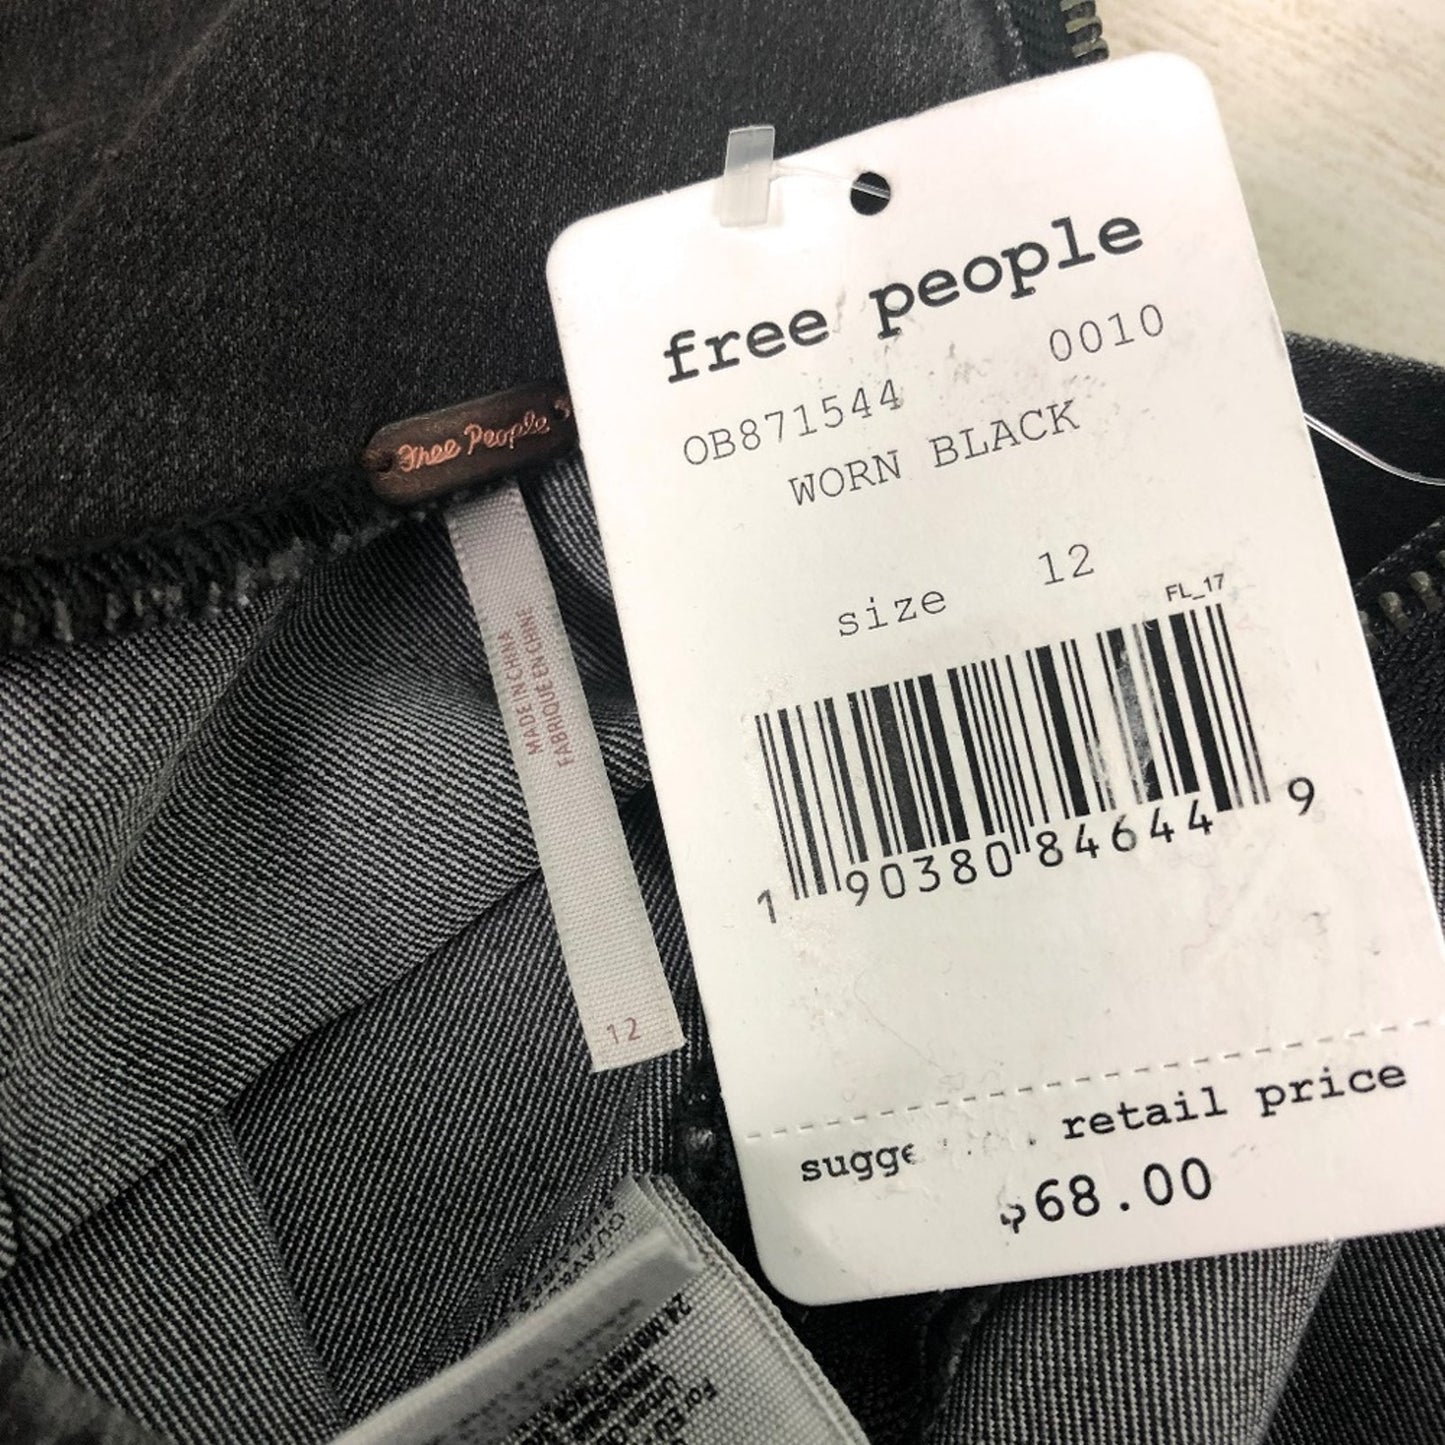 free people
OB871544 0010
WORN BLACK
size 12
FL_17
1 90380 84644 9
retail price
$68.00
Free People
MADE IN CHINA
FABRIQUE EN CHINE
12